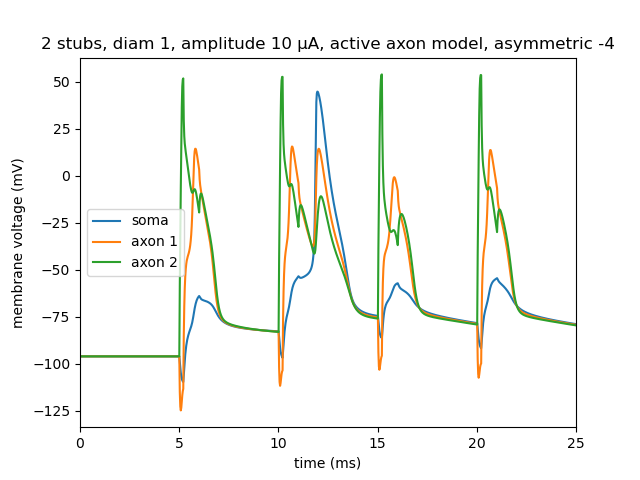 2 stubs, diam 1, amplitude 10 μA, active axon model, asymmetric -4
50
25
0
−25
−50
−75
−100
−125
membrane voltage (mV)
soma
axon 1
axon 2
0 5 10 15 20 25
time (ms)